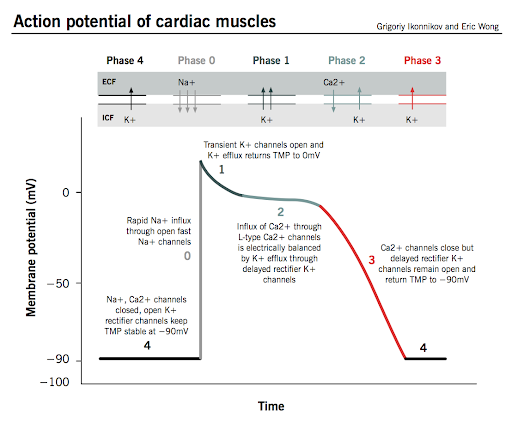 Action potential of cardiac muscles
Grigoriy Ikonnikov and Eric Wong
Phase 4
Phase 0
Phase 1
Phase 2
Phase 3
ECF
Na+
Ca2+
ICF
K+
K+
K+
K+
Membrane potential (mV)
0
−50
−90
−100
Transient K+ channels open and
K+ efflux returns TMP to 0mV
1
Rapid Na+ influx
through open fast
Na+ channels
0
2
Influx of Ca2+ through
L-type Ca2+ channels
is electrically balanced
by K+ efflux through
delayed rectifier K+
channels
3
Ca2+ channels close but
delayed rectifier K+
channels remain open and
return TMP to −90mV
Na+, Ca2+ channels
closed, open K+
rectifier channels keep
TMP stable at −90mV
4
4
Time